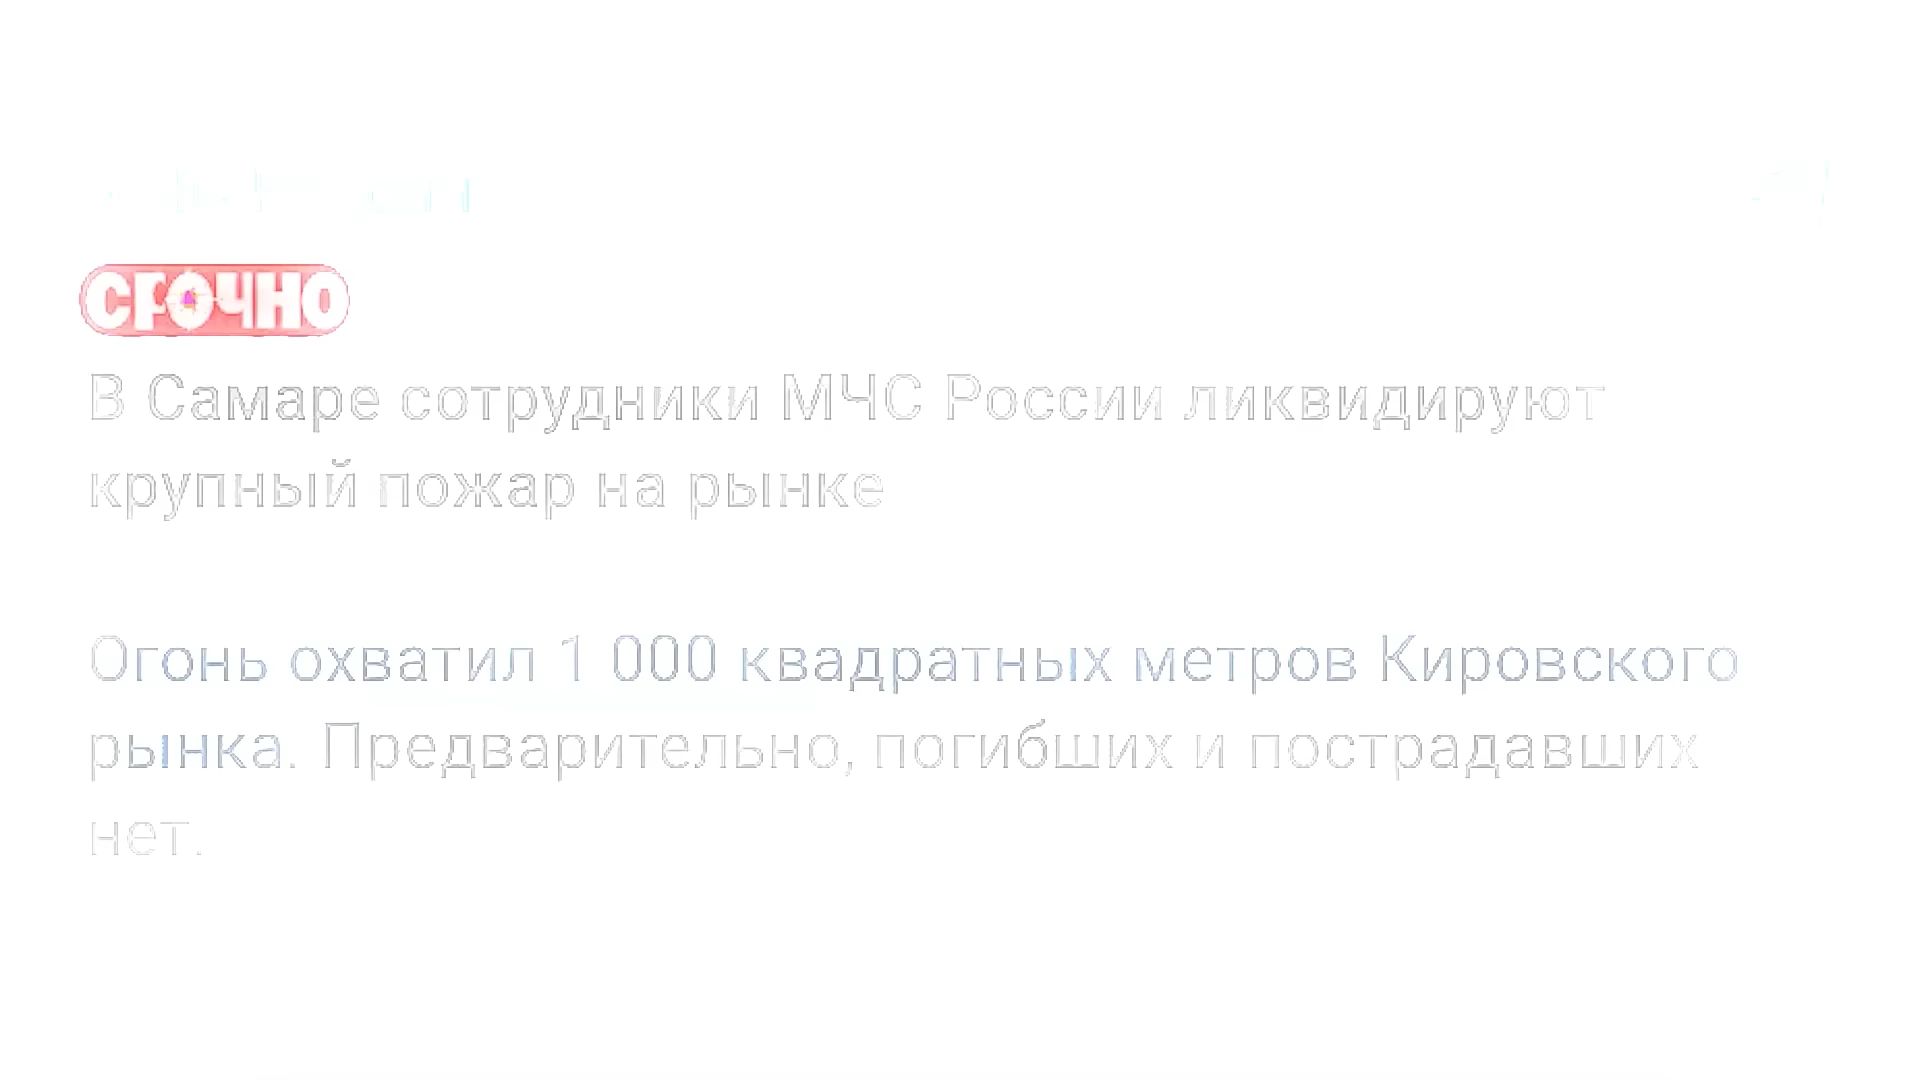 СРОЧНО
В Самаре сотрудники МЧС России ликвидируют
крупный пожар на рынке
Огонь охватил 1 000 квадратных метров Кировского
рынка. Предварительно, погибших и пострадавших
нет.